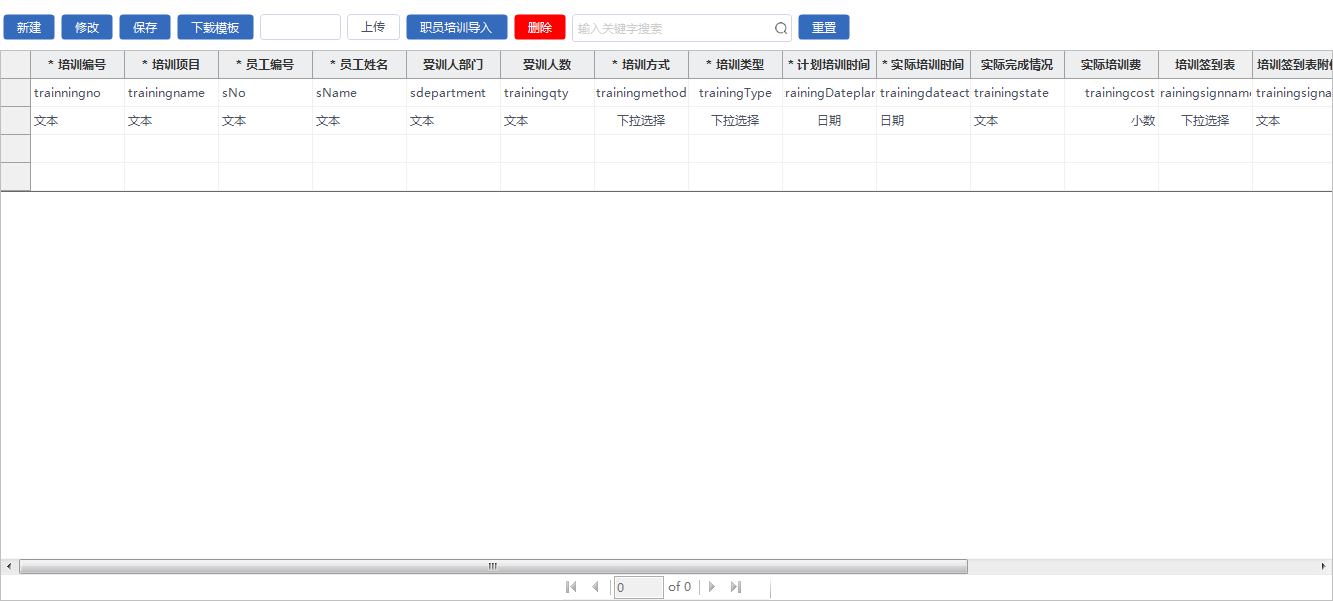 新建 修改 保存 下载模板 上传 职员培训导入 删除 输入关键字搜索 重置
* 培训编号 * 培训项目 * 员工编号 * 员工姓名 受训人部门 受训人数 * 培训方式 * 培训类型 * 计划培训时间 * 实际培训时间 实际完成情况 实际培训费 培训签到表 培训签到表附
trainningno trainingname sNo sName sdepartment trainingqty trainingmethod trainingType rainingDateplar trainingdateact trainingstate trainingcost rainingsignname trainingsigna
文本 文本 文本 文本 文本 文本 下拉选择 下拉选择 日期 日期 文本 小数 下拉选择 文本
0 of 0